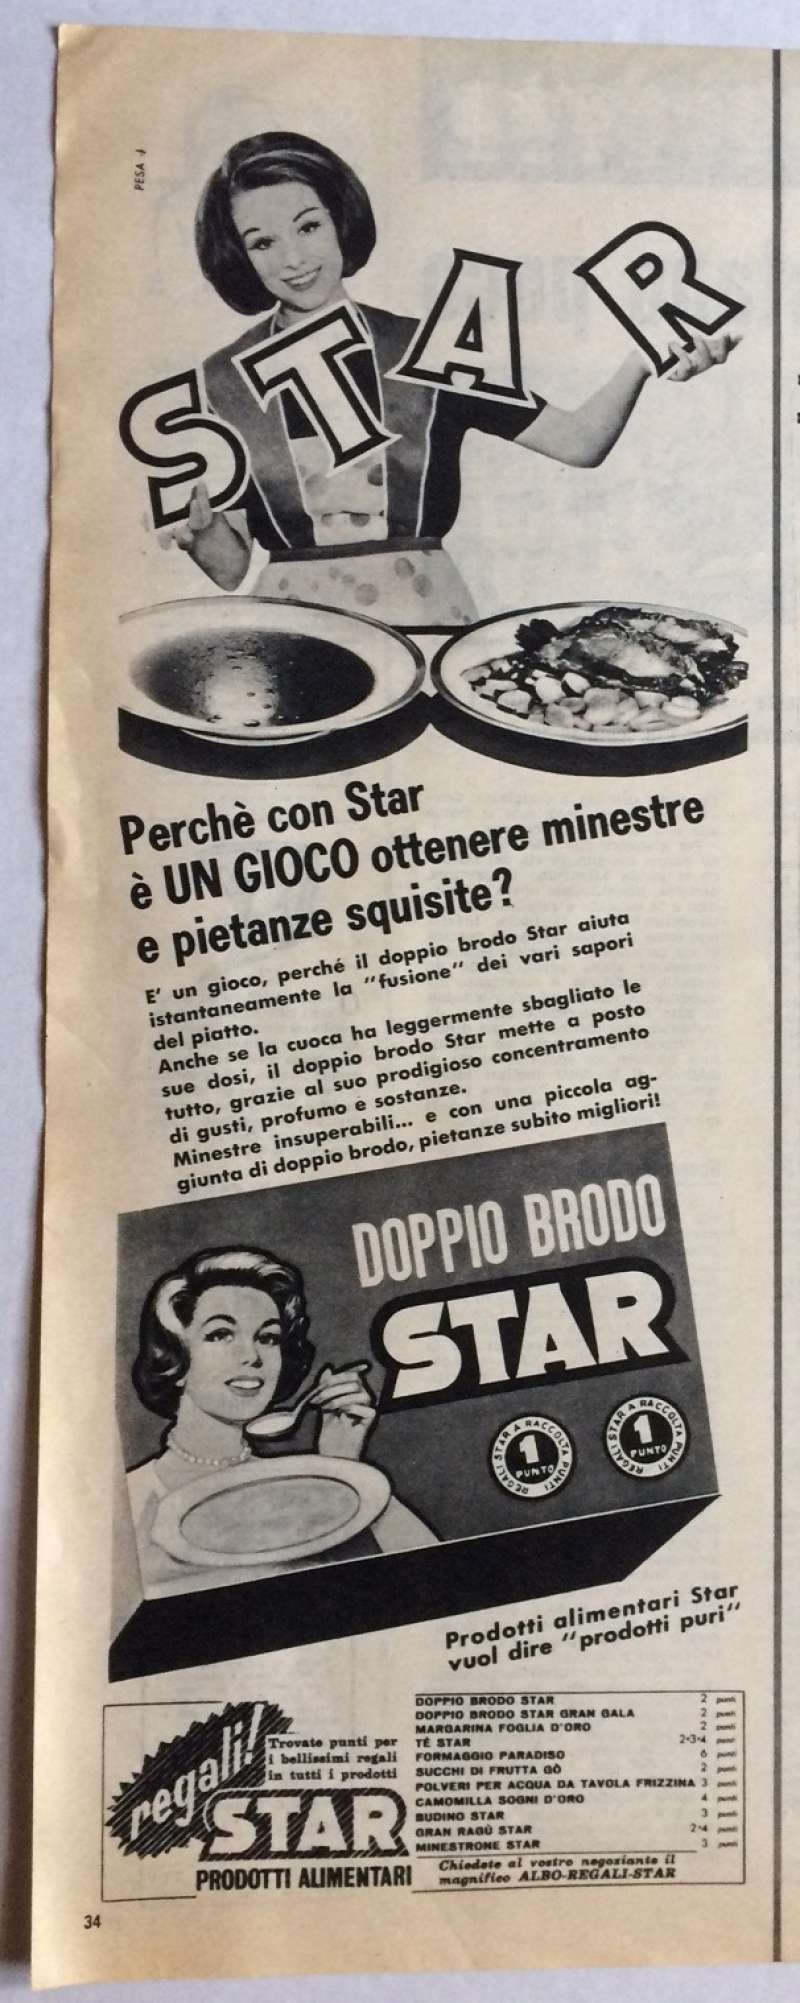 PESA
STAR
Perchè con Star
è UN GIOCO ottenere minestre
e pietanze squisite?
E' un gioco, perché il doppio brodo Star aiuta
istantaneamente la "fusione" dei vari sapori
del piatto.
Anche se la cuoca ha leggermente sbagliato le
sue dosi, il doppio brodo Star mette a posto
tutto, grazie al suo prodigioso concentramento
di gusti, profumo e sostanze.
Minestre insuperabili... e con una piccola ag-
giunta di doppio brodo, pietanze subito migliori!
DOPPIO BRODO
STAR
REGALI STAR A RACCOLTA PUNTI
1
PUNTO
REGALI STAR A RACCOLTA PUNTI
1
PUNTO
Prodotti alimentari Star
vuol dire "prodotti puri"
regali!
Trovate punti per
i bellissimi regali
in tutti i prodotti
STAR
PRODOTTI ALIMENTARI
DOPPIO BRODO STAR 2 punti
DOPPIO BRODO STAR GRAN GALA 2 punti
MARGARINA FOGLIA D'ORO 2 punti
TÈ STAR 2-3-4 punti
FORMAGGIO PARADISO 6 punti
SUCCHI DI FRUTTA GÒ 2 punti
POLVERI PER ACQUA DA TAVOLA FRIZZINA 3 punti
CAMOMILLA SOGNI D'ORO 4 punti
BUDINO STAR 3 punti
GRAN RAGÙ STAR 2-4 punti
MINESTRONE STAR 3 punti
Chiedete al vostro negoziante il
magnifico ALBO-REGALI-STAR
34